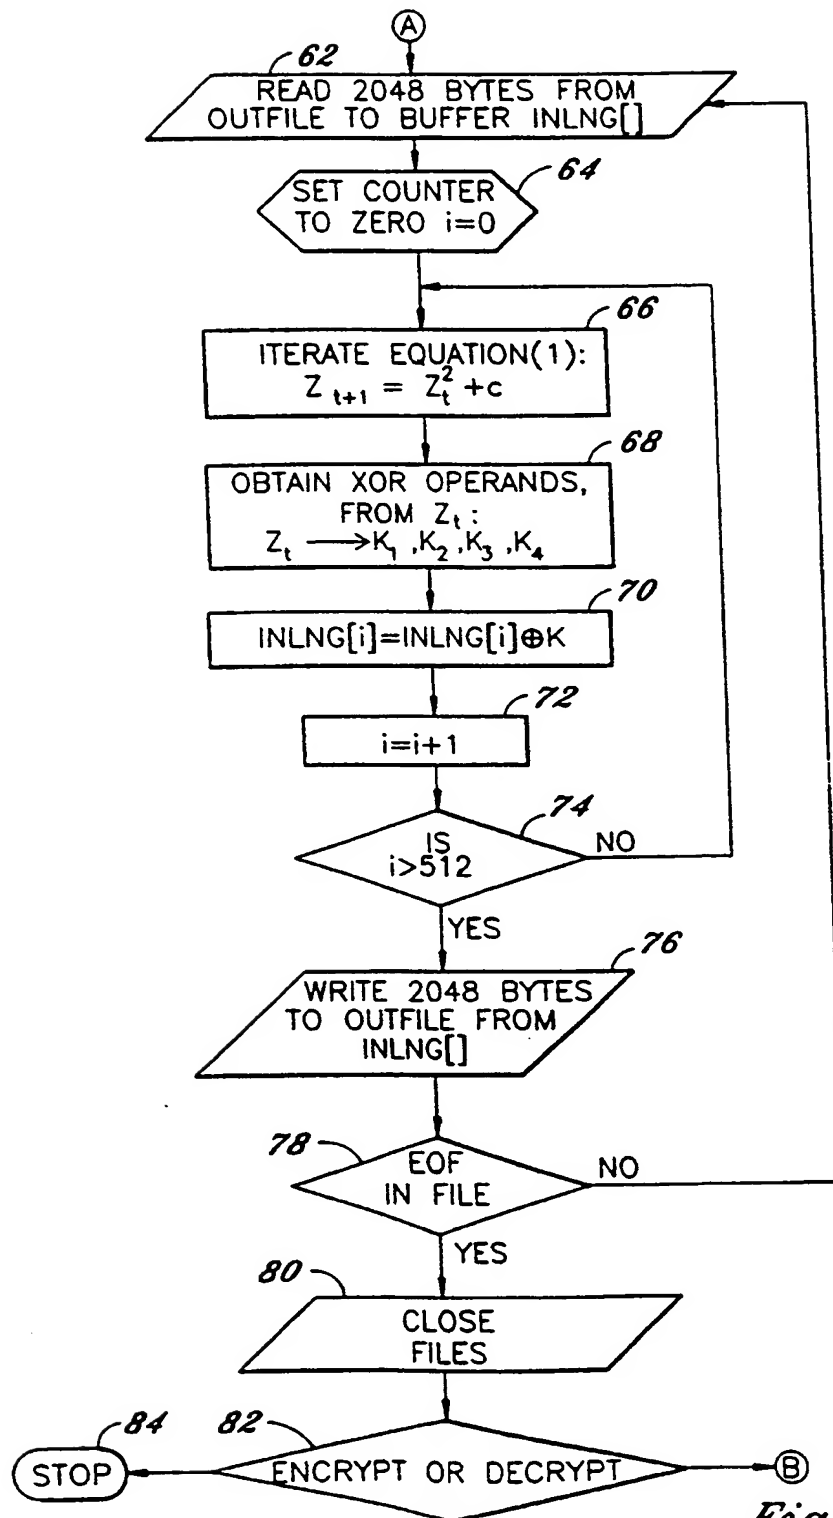 A
62
READ 2048 BYTES FROM
OUTFILE TO BUFFER INLNG[]
64
SET COUNTER
TO ZERO i=0
66
ITERATE EQUATION(1):
Z t+1 = Z t 2 +c
68
OBTAIN XOR OPERANDS,
FROM Z t :
Z t → K 1 , K 2 , K 3 , K 4
70
INLNG[i]=INLNG[i]⊕K
72
i=i+1
74
IS
i>512
NO
YES
76
WRITE 2048 BYTES
TO OUTFILE FROM
INLNG[]
78
EOF
IN FILE
NO
YES
80
CLOSE
FILES
84
82
STOP
ENCRYPT OR DECRYPT
B